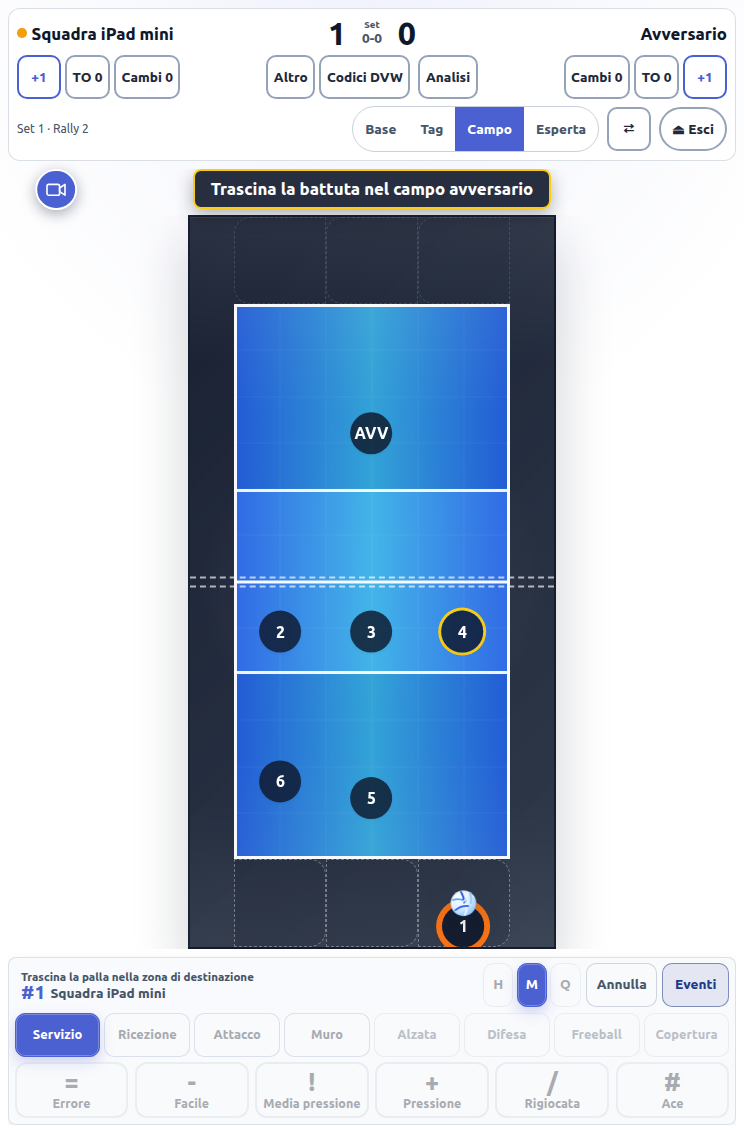 Squadra iPad mini
1 Set 0-0 0
Avversario
+1 TO 0 Cambi 0
Altro Codici DVW Analisi
Cambi 0 TO 0 +1
Set 1 · Rally 2
Base Tag Campo Esperta ⇄ ⏏ Esci
Trascina la battuta nel campo avversario
AVV
2 3 4
6
5
1
Trascina la palla nella zona di destinazione
#1 Squadra iPad mini
H M Q Annulla Eventi
Servizio Ricezione Attacco Muro Alzata Difesa Freeball Copertura
= - ! + / #
Errore Facile Media pressione Pressione Rigiocata Ace